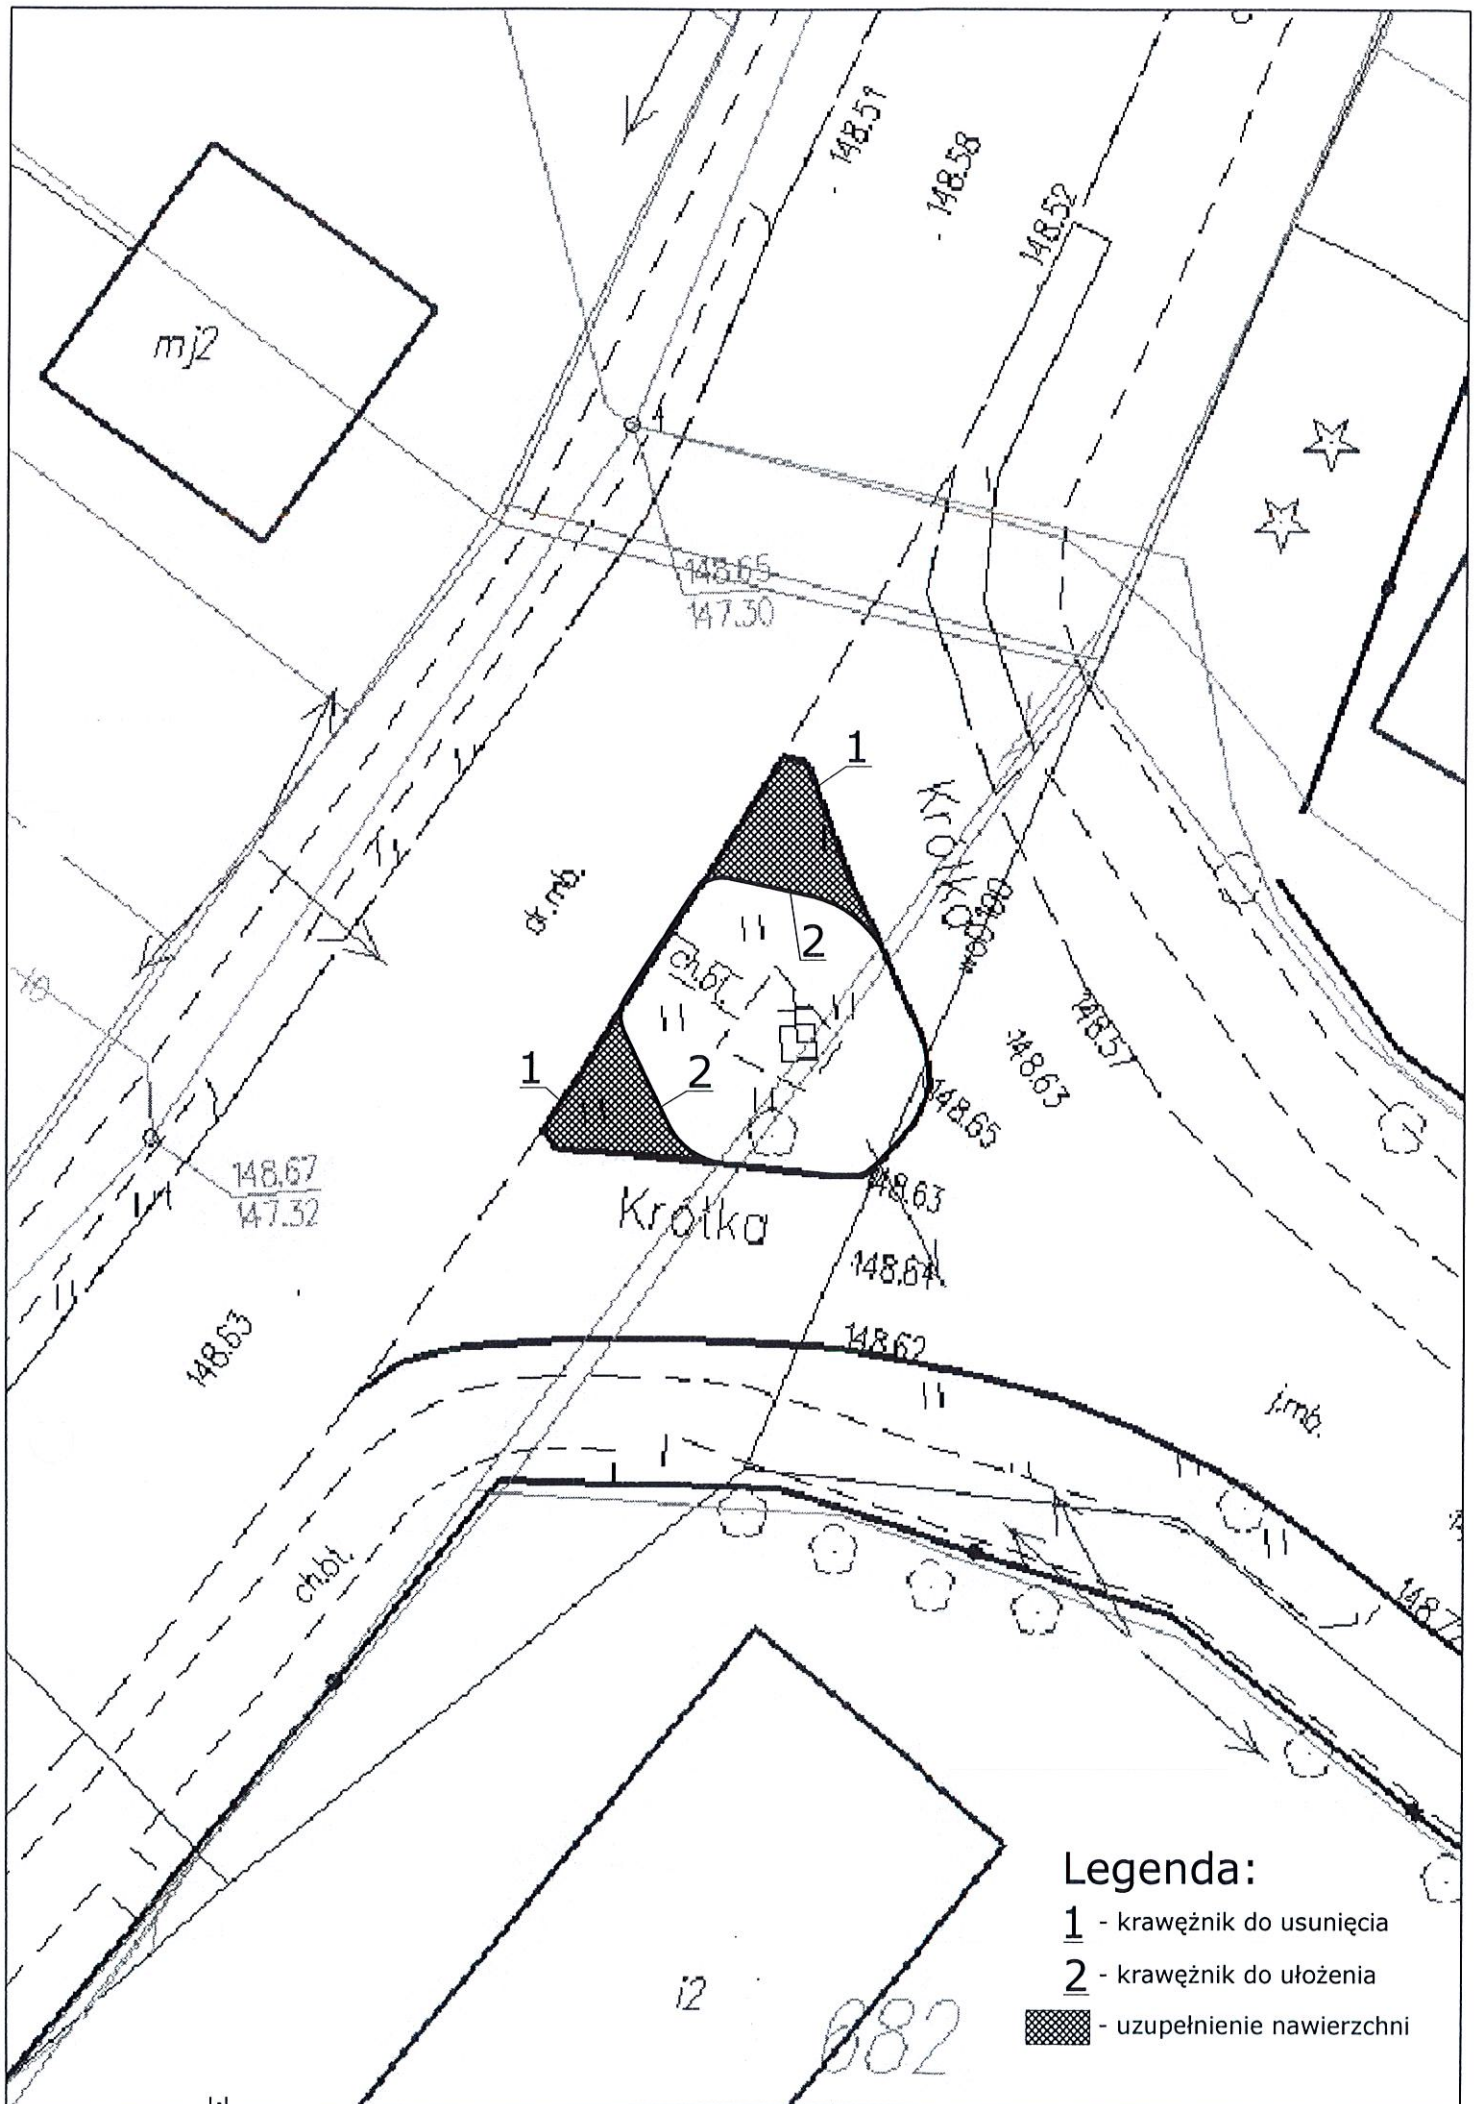 148.51
148.58
148.52
mj2
148.65
147.30
1
Krótka
dr.mb.
2
ch.bt.
1
2
148.57
148.63
148.65
148.67
147.32
148.63
Krótka
148.64
148.62
148.63
j.mb.
ch.bt.
148.7
Legenda:
1 - krawężnik do usunięcia
2 - krawężnik do ułożenia
- uzupełnienie nawierzchni
i2
682